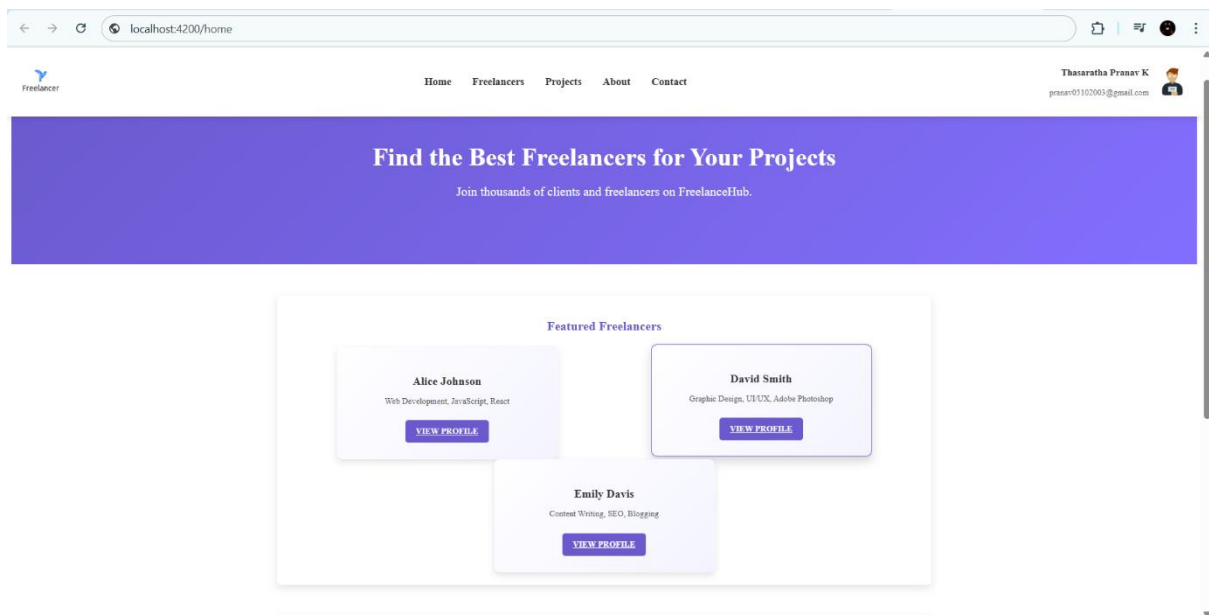 localhost:4200/home
Freelancer
Home Freelancers Projects About Contact
Thasaratha Pranav K
pranav05102003@gmail.com
Find the Best Freelancers for Your Projects
Join thousands of clients and freelancers on FreelanceHub.
Featured Freelancers
Alice Johnson
Web Development, JavaScript, React
VIEW PROFILE
David Smith
Graphic Design, UI/UX, Adobe Photoshop
VIEW PROFILE
Emily Davis
Content Writing, SEO, Blogging
VIEW PROFILE